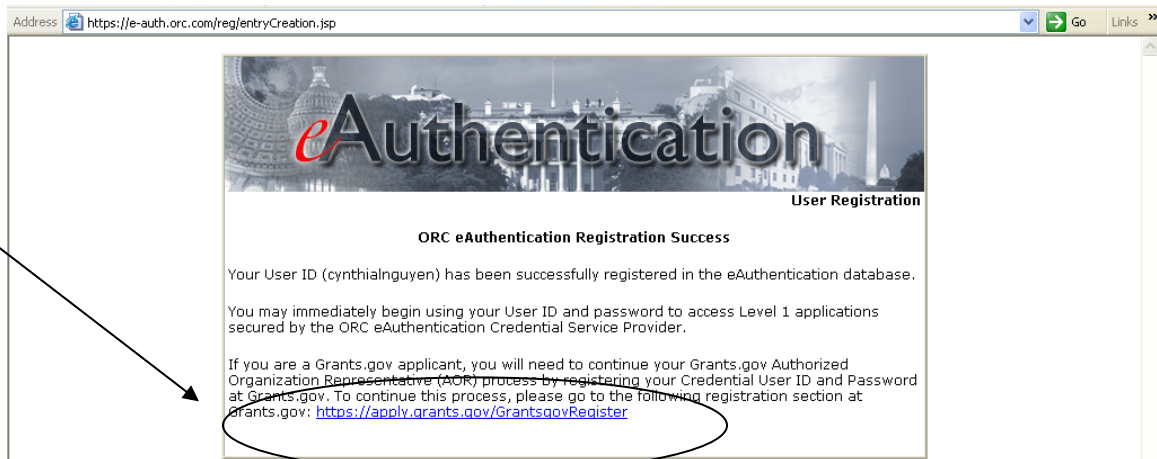 Address https://e-auth.orc.com/reg/entryCreation.jsp Go Links »
eAuthentication
User Registration
ORC eAuthentication Registration Success
Your User ID (cynthialnguyen) has been successfully registered in the eAuthentication database.
You may immediately begin using your User ID and password to access Level 1 applications
secured by the ORC eAuthentication Credential Service Provider.
If you are a Grants.gov applicant, you will need to continue your Grants.gov Authorized
Organization Representative (AOR) process by registering your Credential User ID and Password
at Grants.gov. To continue this process, please go to the following registration section at
Grants.gov: https://apply.grants.gov/GrantsgovRegister